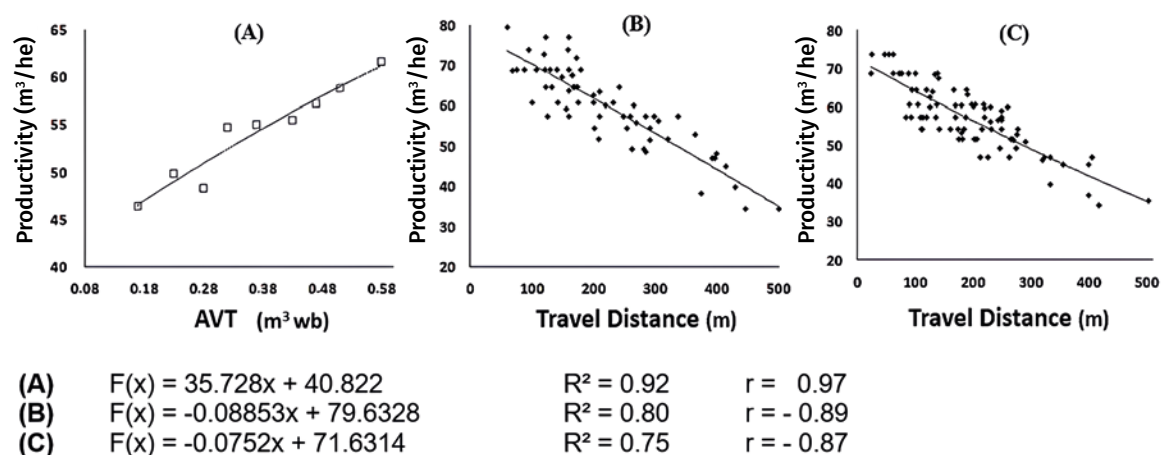 (A)
Productivity (m³/he)
65
60
55
50
45
40
0.08 0.18 0.28 0.38 0.48 0.58
AVT (m³ wb)
(B)
Productivity (m³/he)
80
70
60
50
40
30
20
0 100 200 300 400 500
Travel Distance (m)
(C)
Productivity (m³/he)
80
70
60
50
40
30
20
0 100 200 300 400 500
Travel Distance (m)
(A) F(x) = 35.728x + 40.822 R² = 0.92 r = 0.97
(B) F(x) = -0.08853x + 79.6328 R² = 0.80 r = - 0.89
(C) F(x) = -0.0752x + 71.6314 R² = 0.75 r = - 0.87